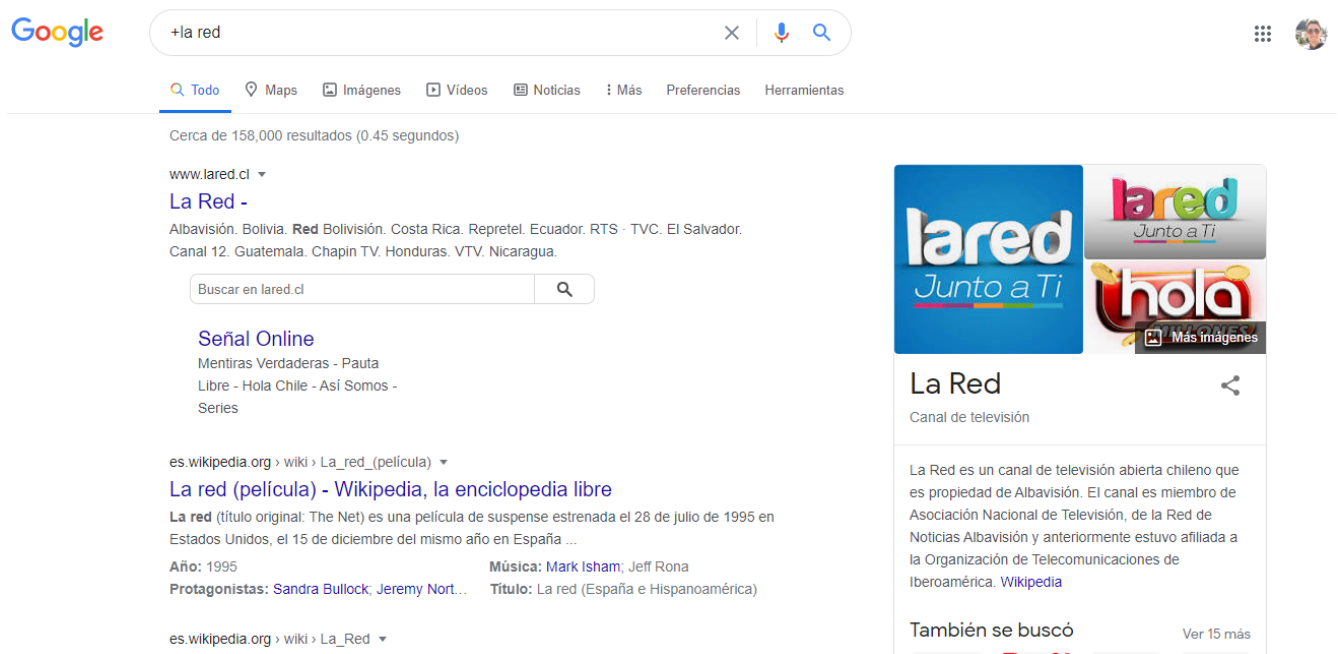 Google
+la red
Todo
Maps
Imágenes
Vídeos
Noticias
Más
Preferencias
Herramientas
Cerca de 158,000 resultados (0.45 segundos)
www.lared.cl
La Red -
Albavisión. Bolivia. Red Bolivisión. Costa Rica. Repretel. Ecuador. RTS · TVC. El Salvador.
Canal 12. Guatemala. Chapin TV. Honduras. VTV. Nicaragua.
Buscar en lared.cl
Señal Online
Mentiras Verdaderas - Pauta
Libre - Hola Chile - Así Somos -
Series
es.wikipedia.org › wiki › La_red_(película)
La red (película) - Wikipedia, la enciclopedia libre
La red (título original: The Net) es una película de suspense estrenada el 28 de julio de 1995 en
Estados Unidos, el 15 de diciembre del mismo año en España ...
Año: 1995
Música: Mark Isham; Jeff Rona
Protagonistas: Sandra Bullock; Jeremy Nort...
Título: La red (España e Hispanoamérica)
es.wikipedia.org › wiki › La_Red
lared
Junto a Ti
lared
Junto a Ti
hola
MILLONES
Más imágenes
La Red
Canal de televisión
La Red es un canal de televisión abierta chileno que
es propiedad de Albavisión. El canal es miembro de
Asociación Nacional de Televisión, de la Red de
Noticias Albavisión y anteriormente estuvo afiliada a
la Organización de Telecomunicaciones de
Iberoamérica. Wikipedia
También se buscó
Ver 15 más